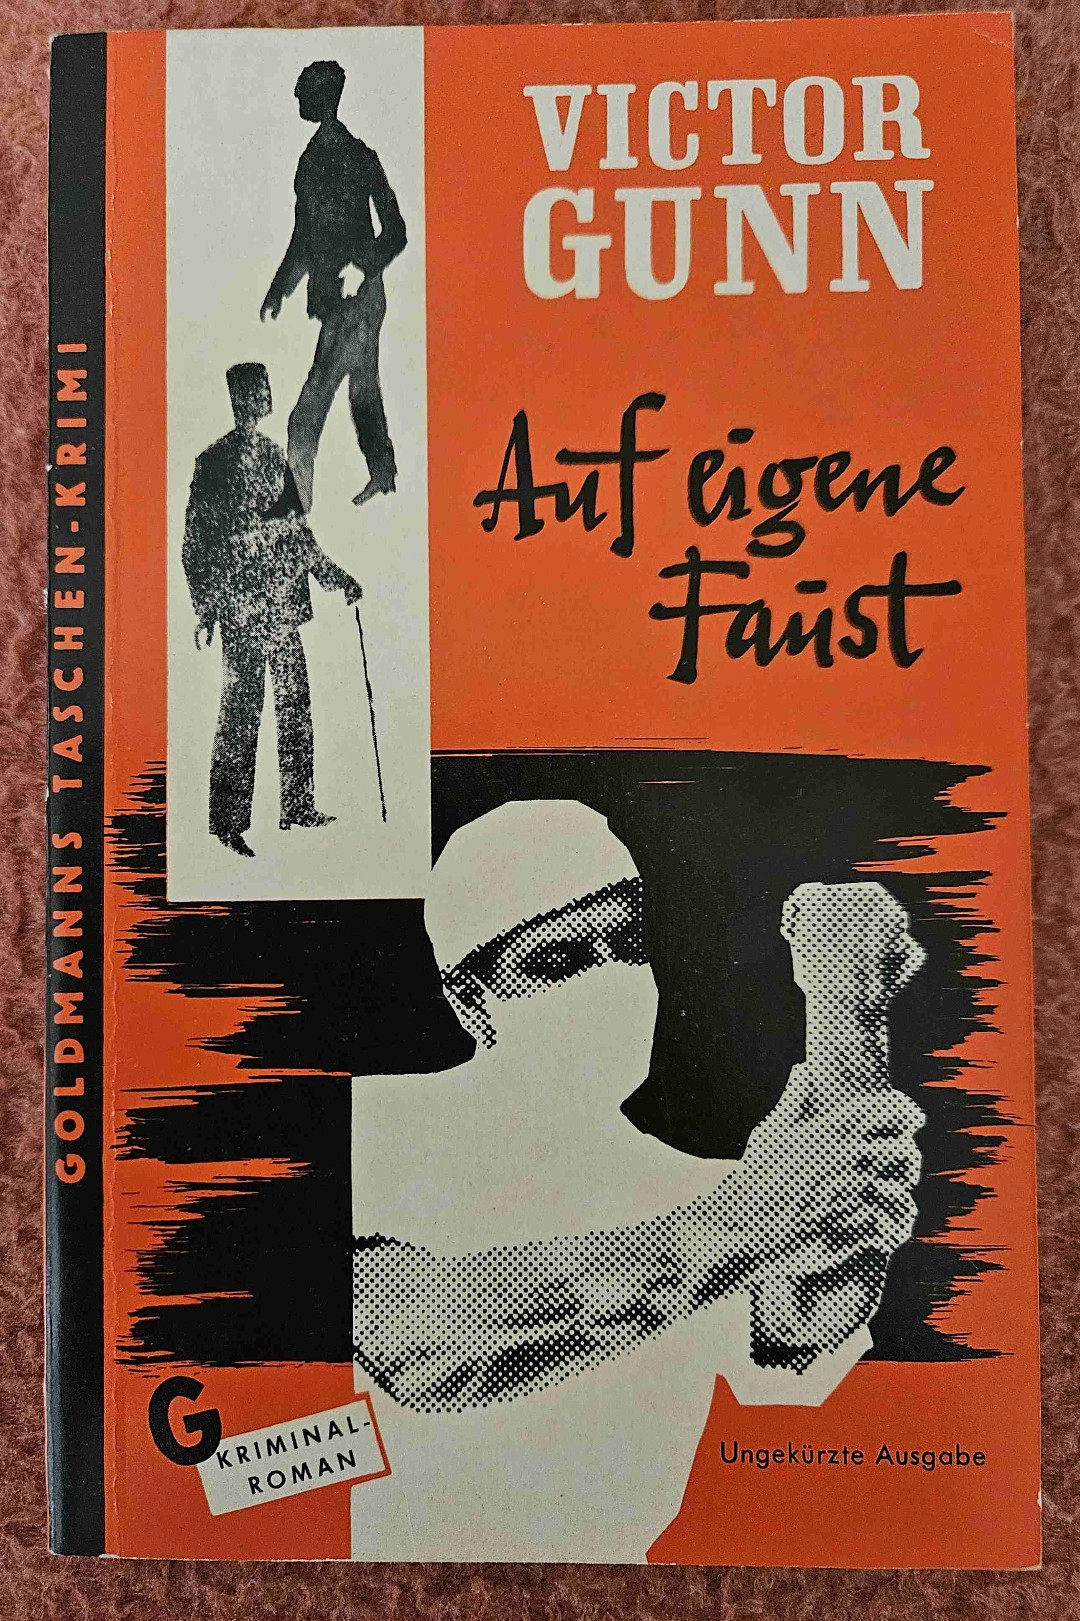 VICTOR
GUNN
Auf eigene
Faust
GOLDMANNS TASCHEN-KRIMI
G
KRIMINAL-
ROMAN
Ungekürzte Ausgabe